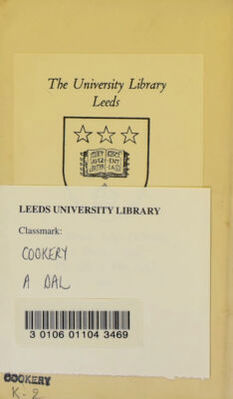 The University Library
Leeds
LEEDS UNIVERSITY LIBRARY
Classmark:
COOKERY
A DAL
3 0106 01104 3469
COOKERY
K-2